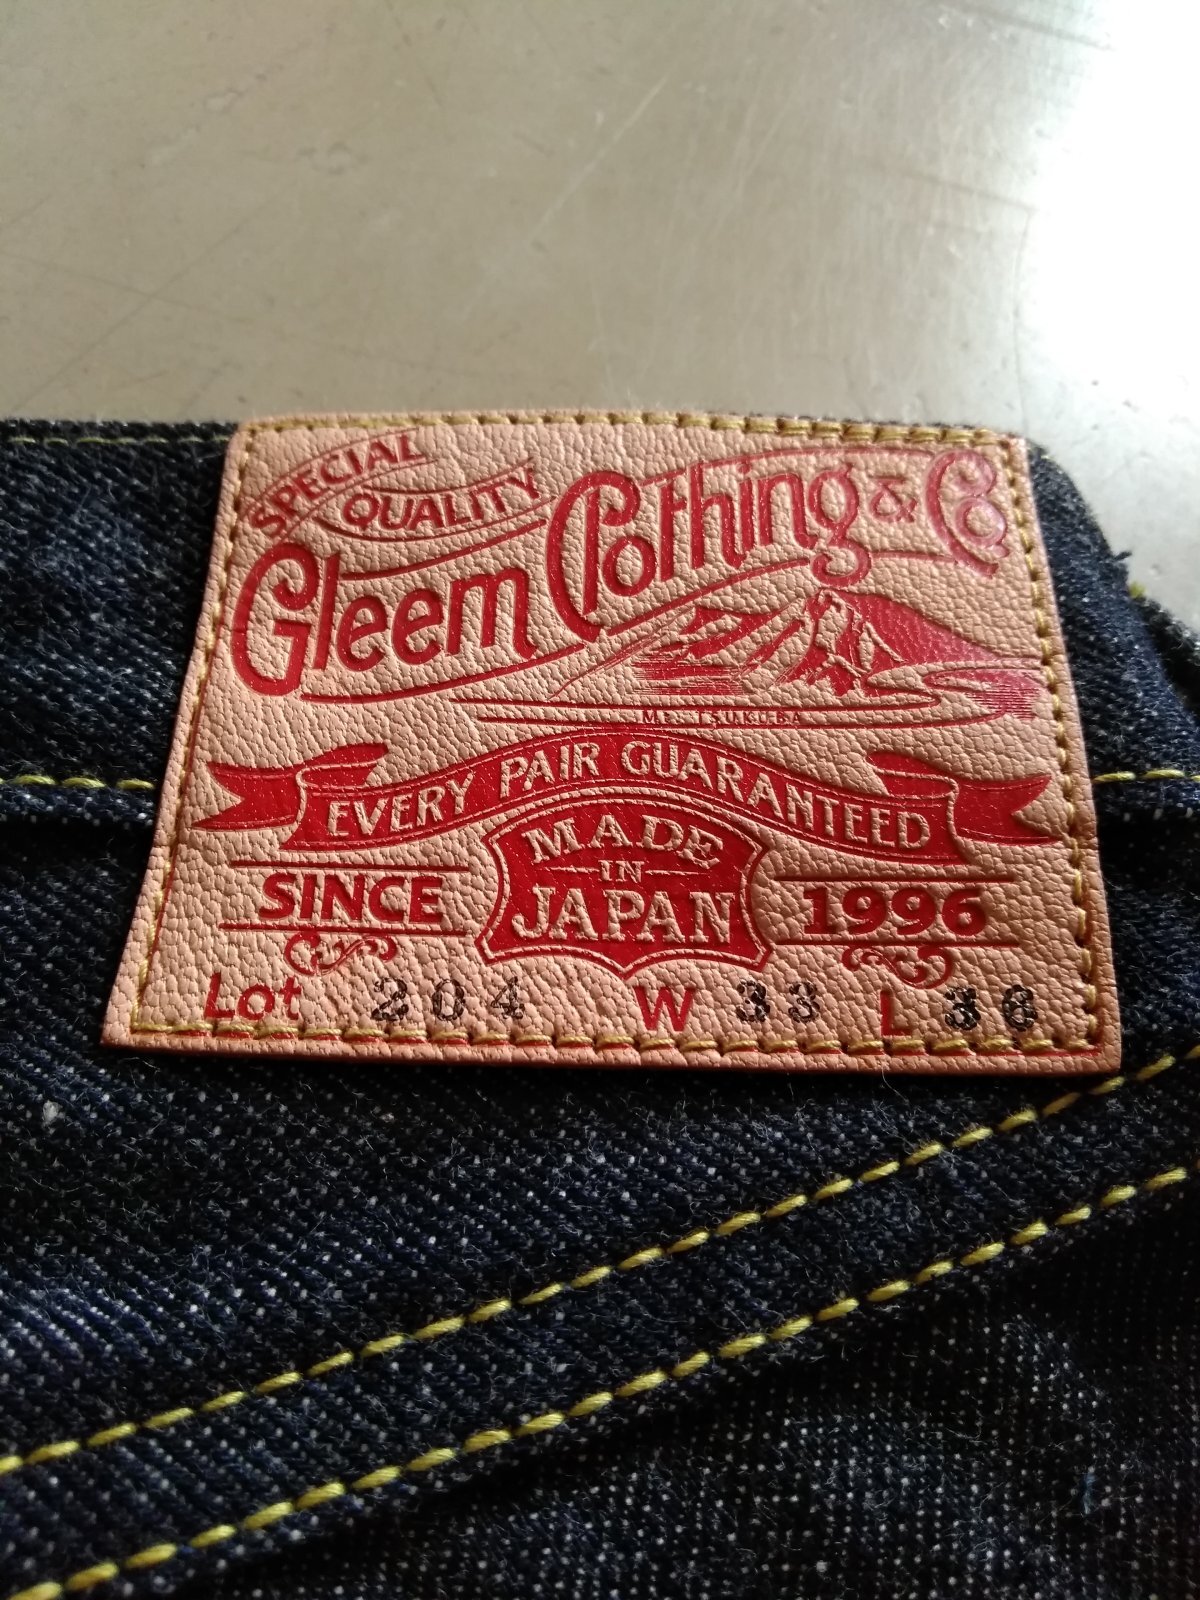 SPECIAL
QUALITY
Gleem Clothing & Co
MT. TSUKUBA
EVERY PAIR GUARANTEED
MADE
IN
JAPAN
SINCE 1996
Lot 204 W 33 L 36